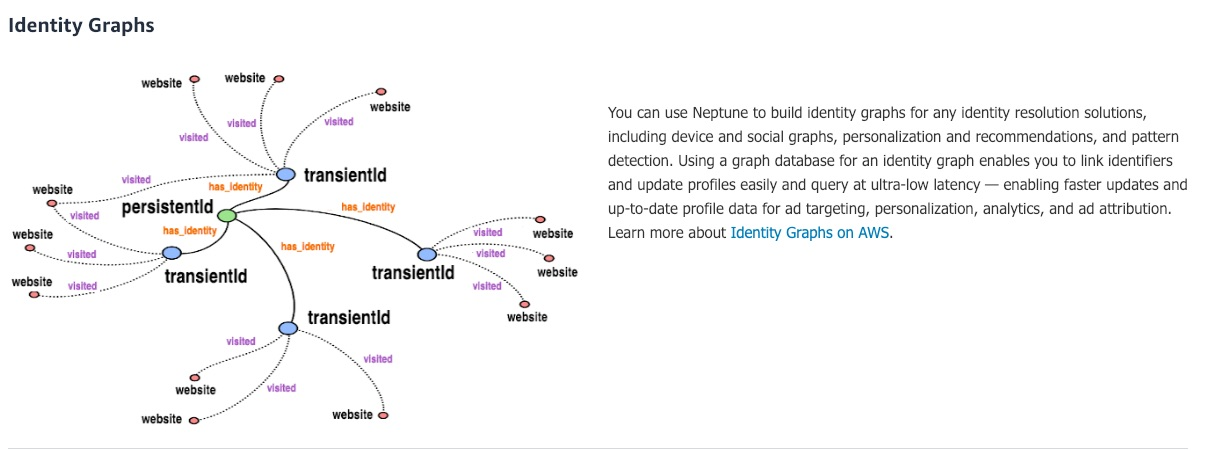 Identity Graphs
website
website
website
visited
visited
visited
transientId
visited
has_identity
website
persistentId
has_identity
visited
has_identity
website
visited
has_identity
visited
website
website
visited
visited
transientId
transientId
website
visited
website
transientId
visited
visited
website
visited
website
website
You can use Neptune to build identity graphs for any identity resolution solutions,
including device and social graphs, personalization and recommendations, and pattern
detection. Using a graph database for an identity graph enables you to link identifiers
and update profiles easily and query at ultra-low latency — enabling faster updates and
up-to-date profile data for ad targeting, personalization, analytics, and ad attribution.
Learn more about Identity Graphs on AWS.